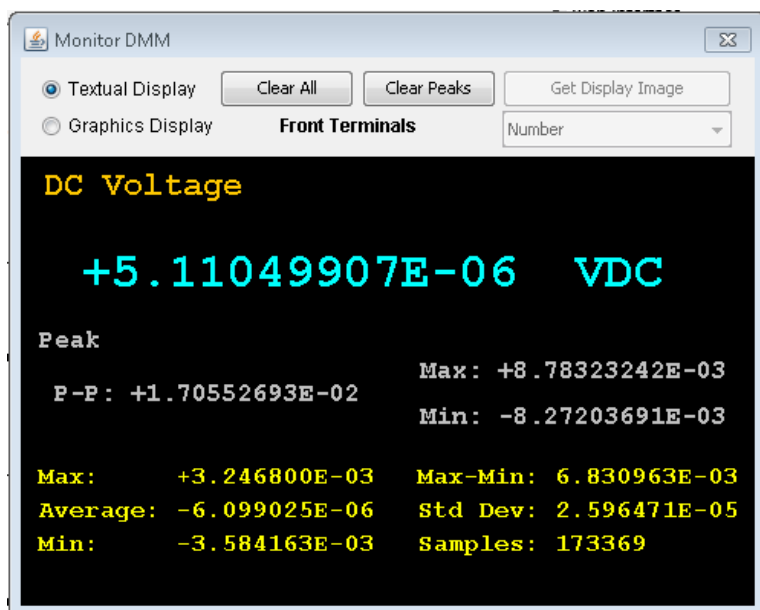 Monitor DMM
Textual Display Clear All Clear Peaks Get Display Image
Graphics Display Front Terminals Number
DC Voltage
+5.11049907E-06 VDC
Peak
Max: +8.78323242E-03
P-P: +1.70552693E-02
Min: -8.27203691E-03
Max: +3.246800E-03 Max-Min: 6.830963E-03
Average: -6.099025E-06 Std Dev: 2.596471E-05
Min: -3.584163E-03 Samples: 173369